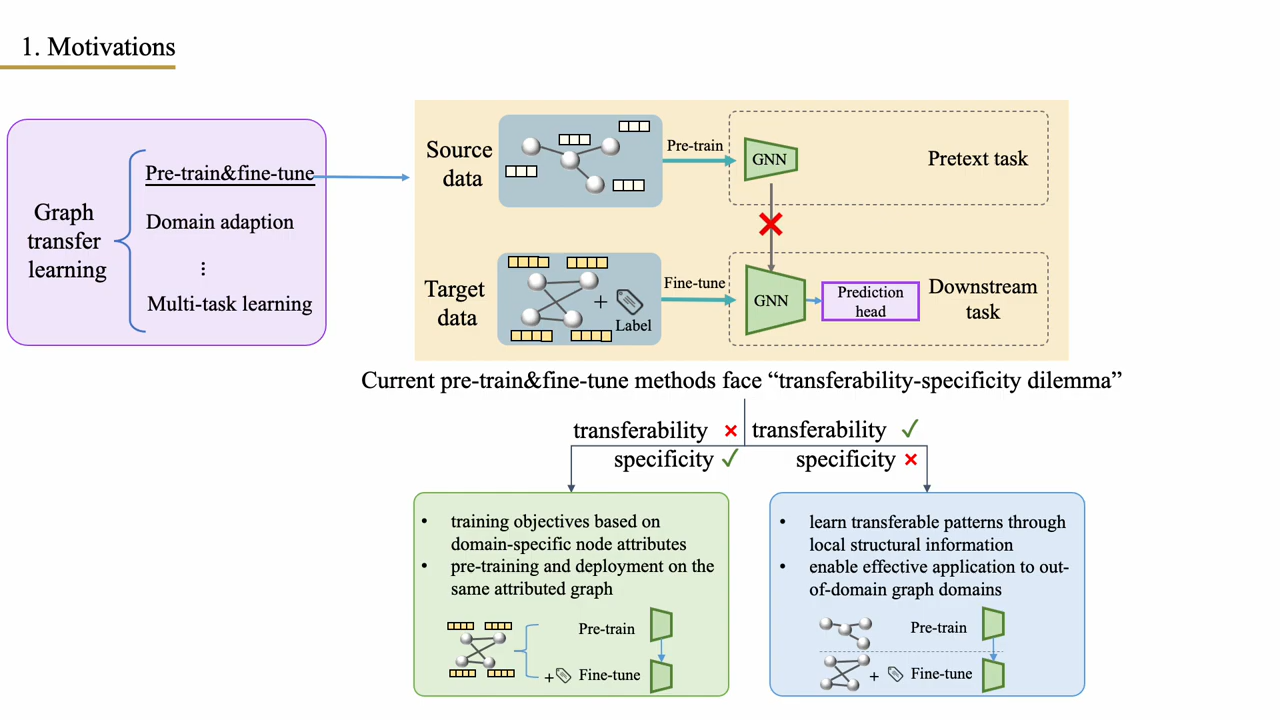 1. Motivations
Graph
transfer
learning
Pre-train&fine-tune
Domain adaption
⋮
Multi-task learning
Source
data
Pre-train
GNN
Pretext task
Target
data
+
Label
Fine-tune
GNN
Prediction
head
Downstream
task
Current pre-train&fine-tune methods face “transferability-specificity dilemma”
transferability ×
specificity ✓
transferability ✓
specificity ×
• training objectives based on
domain-specific node attributes
• pre-training and deployment on the
same attributed graph
Pre-train
+ Fine-tune
• learn transferable patterns through
local structural information
• enable effective application to out-
of-domain graph domains
Pre-train
+ Fine-tune